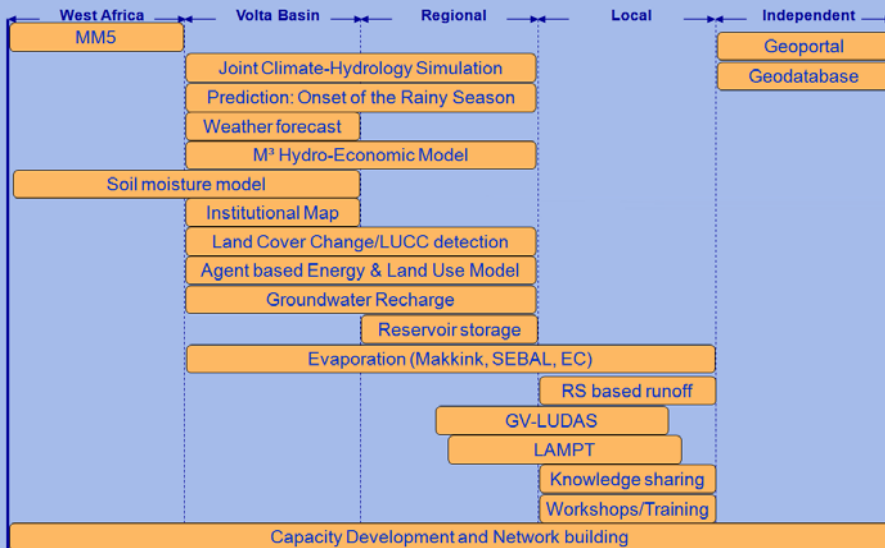 West Africa Volta Basin Regional Local Independent
MM5
Geoportal
Joint Climate-Hydrology Simulation
Geodatabase
Prediction: Onset of the Rainy Season
Weather forecast
M³ Hydro-Economic Model
Soil moisture model
Institutional Map
Land Cover Change/LUCC detection
Agent based Energy & Land Use Model
Groundwater Recharge
Reservoir storage
Evaporation (Makkink, SEBAL, EC)
RS based runoff
GV-LUDAS
LAMPT
Knowledge sharing
Workshops/Training
Capacity Development and Network building